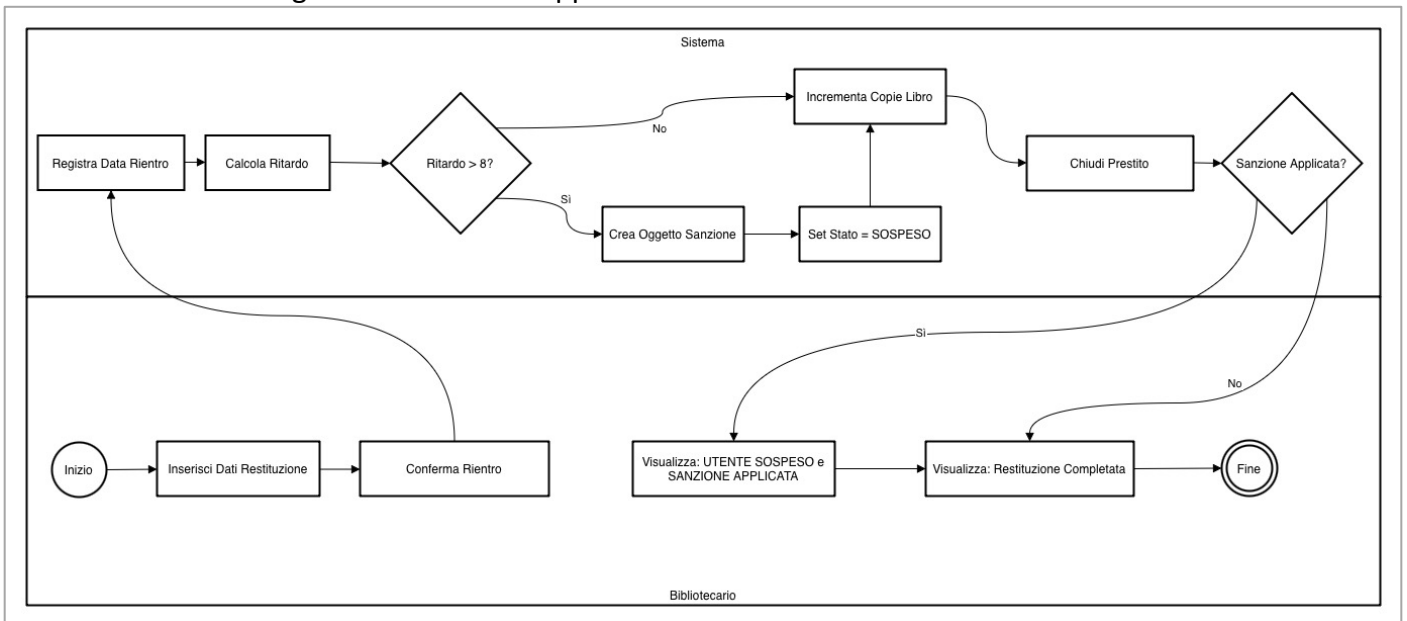 Sistema
Incrementa Copie Libro
No
Registra Data Rientro
Calcola Ritardo
Ritardo > 8?
Chiudi Prestito
Sanzione Applicata?
Sì
Crea Oggetto Sanzione
Set Stato = SOSPESO
Sì
No
Inizio
Inserisci Dati Restituzione
Conferma Rientro
Visualizza: UTENTE SOSPESO e
SANZIONE APPLICATA
Visualizza: Restituzione Completata
Fine
Bibliotecario